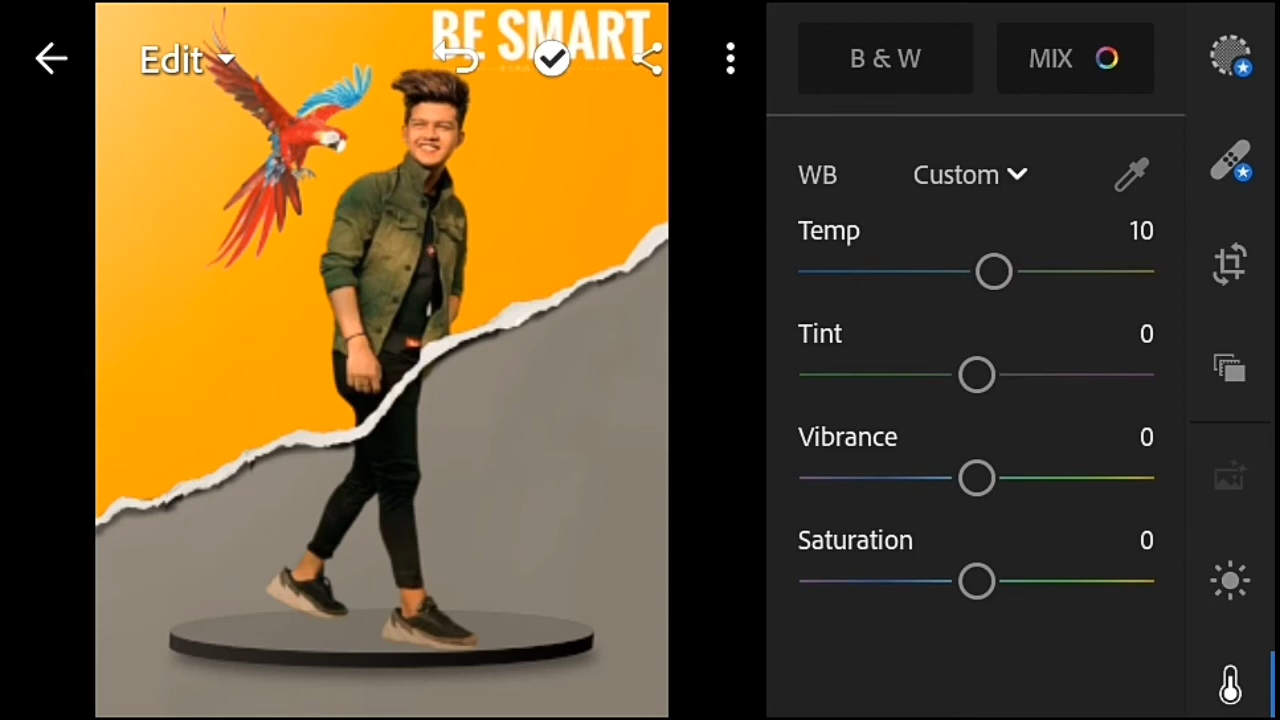 BE SMART
Edit
B & W
MIX
WB Custom
Temp 10
Tint 0
Vibrance 0
Saturation 0